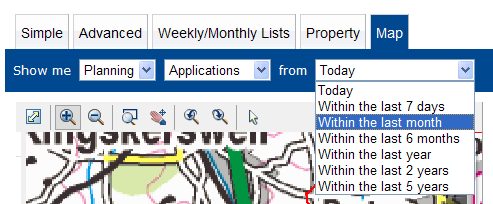 Simple Advanced Weekly/Monthly Lists Property Map
Show me Planning Applications from Today
Today
Within the last 7 days
Within the last month
Within the last 6 months
Within the last year
Within the last 2 years
Within the last 5 years
Kingskerswell